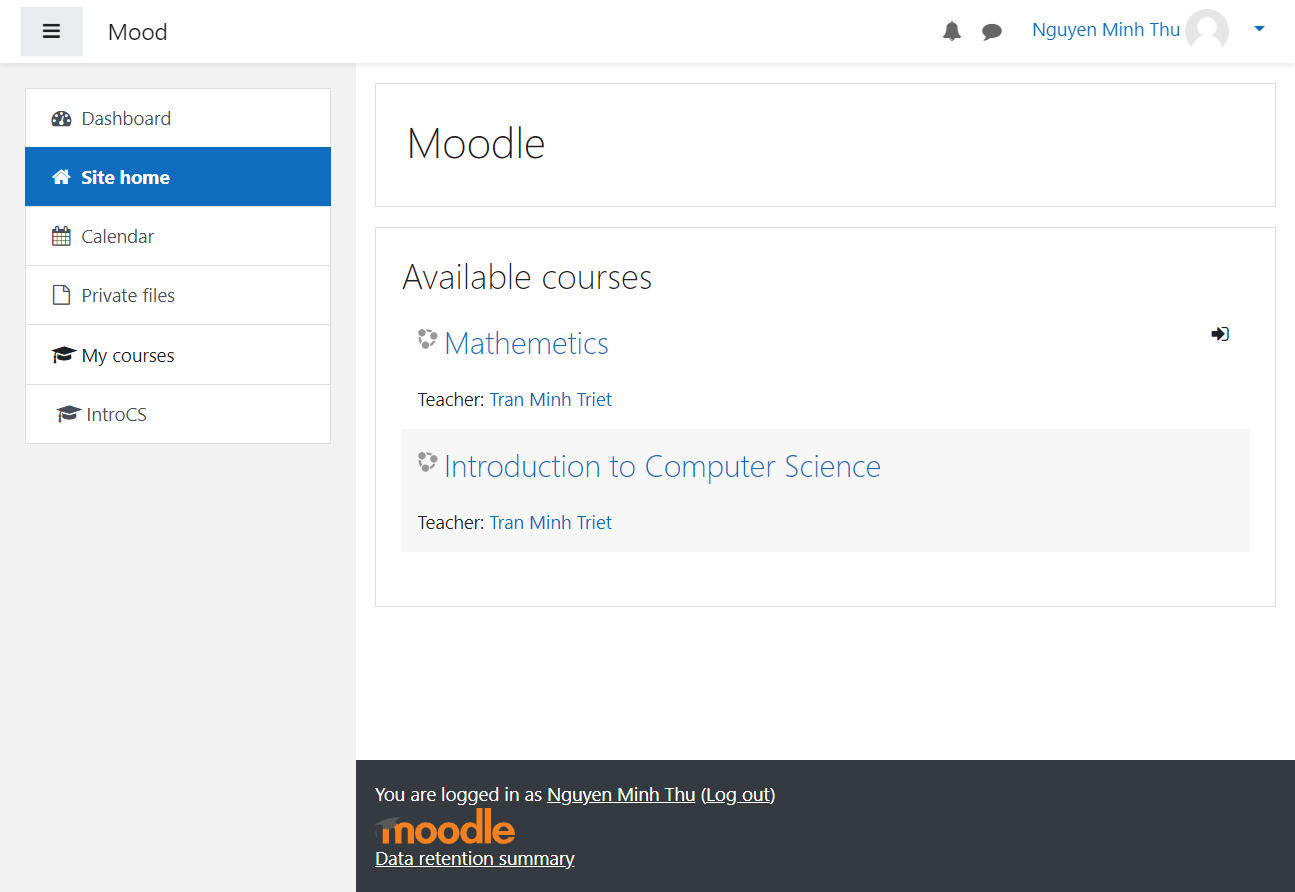 Mood
Nguyen Minh Thu
Dashboard
Site home
Calendar
Private files
My courses
IntroCS
Moodle
Available courses
Mathemetics
Teacher: Tran Minh Triet
Introduction to Computer Science
Teacher: Tran Minh Triet
You are logged in as Nguyen Minh Thu (Log out)
moodle
Data retention summary